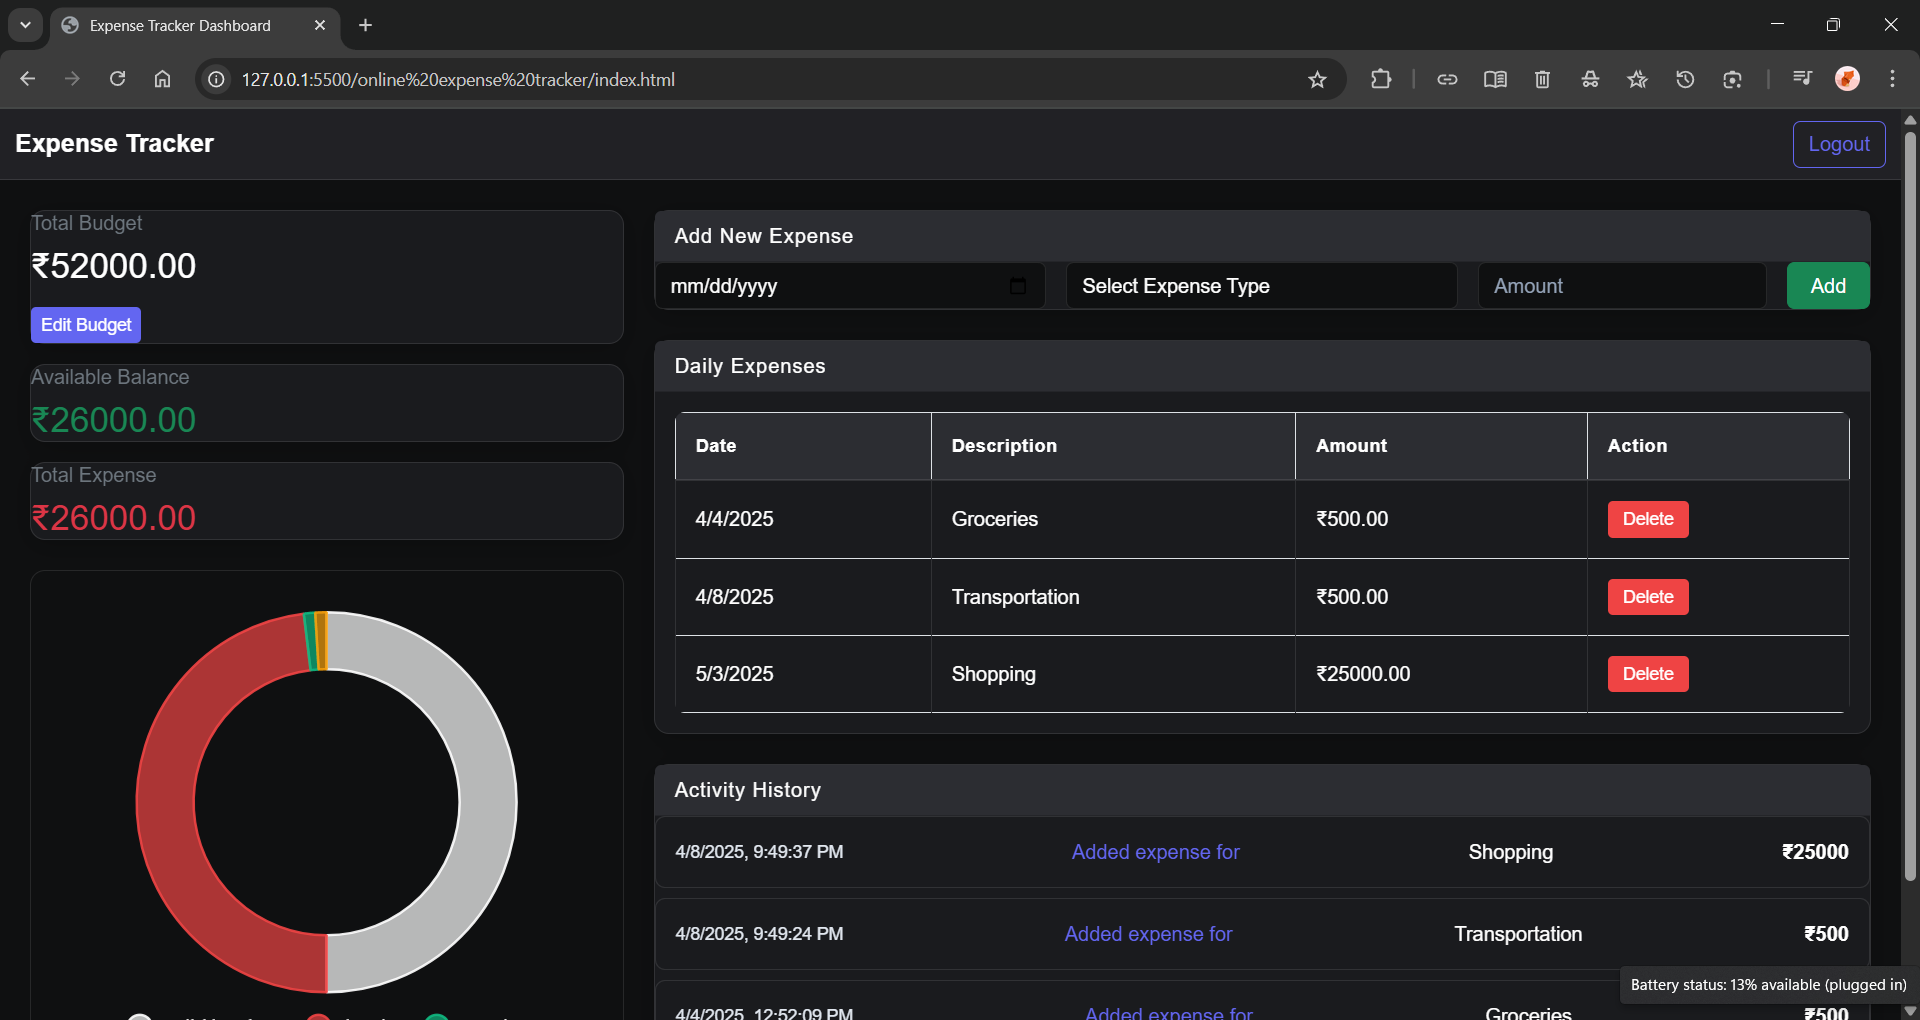 Expense Tracker Dashboard
127.0.0.1:5500/online%20expense%20tracker/index.html
Expense Tracker
Logout
Total Budget
₹52000.00
Edit Budget
Available Balance
₹26000.00
Total Expense
₹26000.00
Add New Expense
mm/dd/yyyy
Select Expense Type
Amount
Add
Daily Expenses
Date Description Amount Action
4/4/2025 Groceries ₹500.00 Delete
4/8/2025 Transportation ₹500.00 Delete
5/3/2025 Shopping ₹25000.00 Delete
Activity History
4/8/2025, 9:49:37 PM Added expense for Shopping ₹25000
4/8/2025, 9:49:24 PM Added expense for Transportation ₹500
4/4/2025, 12:52:09 PM Added expense for Groceries ₹500
Battery status: 13% available (plugged in)